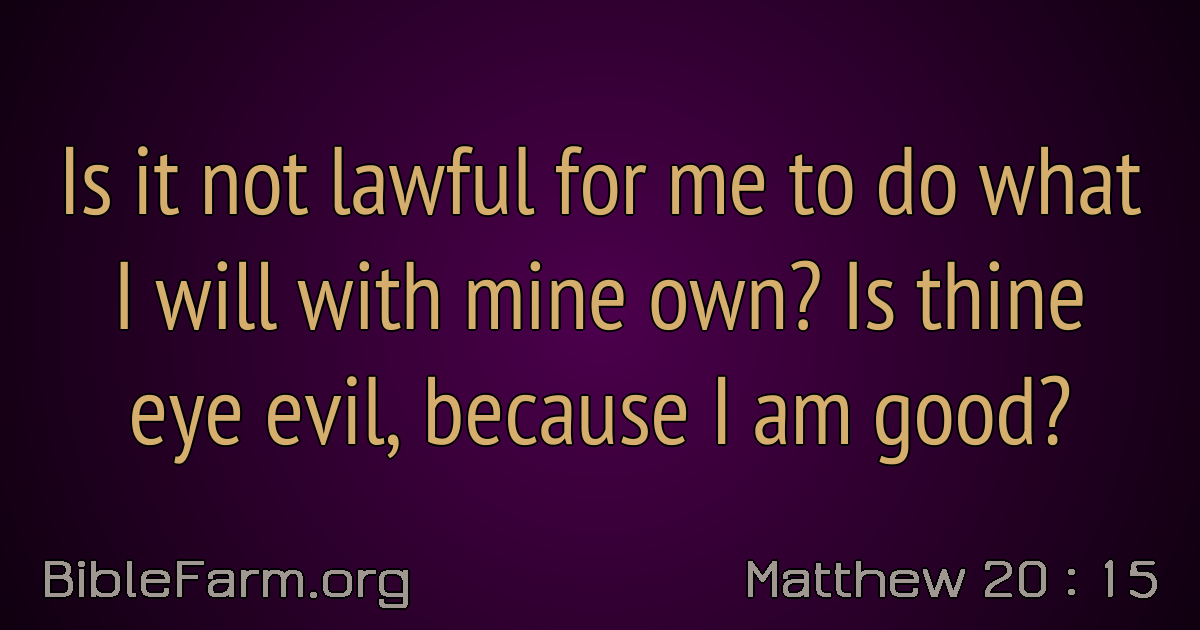 Is it not lawful for me to do what
I will with mine own? Is thine
eye evil, because I am good?
BibleFarm.org
Matthew 20 : 15